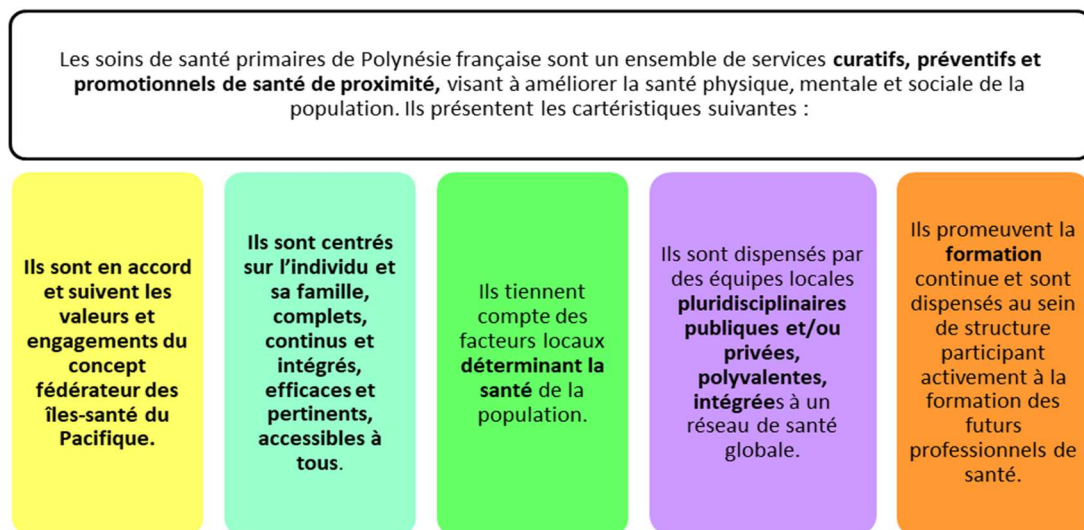 Les soins de santé primaires de Polynésie française sont un ensemble de services curatifs, préventifs et
promotionnels de santé de proximité, visant à améliorer la santé physique, mentale et sociale de la
population. Ils présentent les cartéristiques suivantes :
Ils sont en accord
et suivent les
valeurs et
engagements du
concept
fédérateur des
îles-santé du
Pacifique.
Ils sont centrés
sur l’individu et
sa famille,
complets,
continus et
intégrés,
efficaces et
pertinents,
accessibles à
tous.
Ils tiennent
compte des
facteurs locaux
déterminant la
santé de la
population.
Ils sont dispensés par
des équipes locales
pluridisciplinaires
publiques et/ou
privées,
polyvalentes,
intégrées à un
réseau de santé
globale.
Ils promeuvent la
formation
continue et sont
dispensés au sein
de structure
participant
activement à la
formation des
futurs
professionnels de
santé.